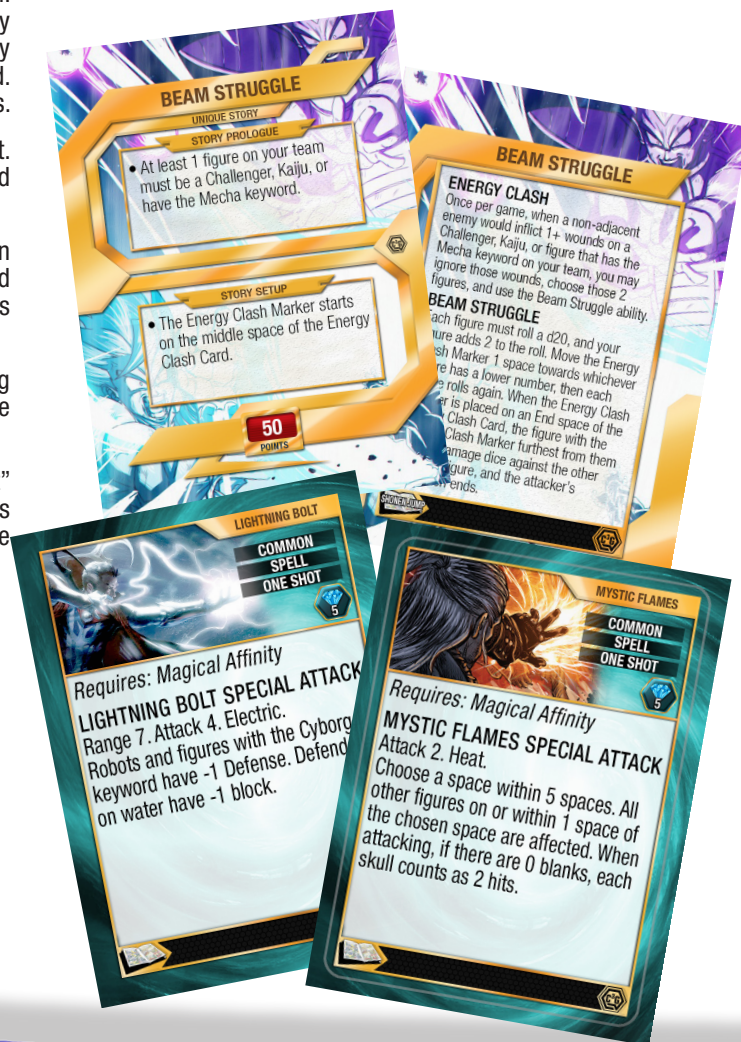 y
y
d.
s.
t.
d
n
d
s
g
e
”
s
e
BEAM STRUGGLE
UNIQUE STORY
STORY PROLOGUE
• At least 1 figure on your team
must be a Challenger, Kaiju, or
have the Mecha keyword.
STORY SETUP
• The Energy Clash Marker starts
on the middle space of the Energy
Clash Card.
50
POINTS
BEAM STRUGGLE
ENERGY CLASH
Once per game, when a non-adjacent
enemy would inflict 1+ wounds on a
Challenger, Kaiju, or figure that has the
Mecha keyword on your team, you may
ignore those wounds, choose those 2
figures, and use the Beam Struggle ability.
BEAM STRUGGLE
ach figure must roll a d20, and your
ure adds 2 to the roll. Move the Energy
sh Marker 1 space towards whichever
re has a lower number, then each
e rolls again. When the Energy Clash
er is placed on an End space of the
Clash Card, the figure with the
Clash Marker furthest from them
amage dice against the other
igure, and the attacker's
ends.
SHONEN JUMP
LIGHTNING BOLT
COMMON
SPELL
ONE SHOT
5
Requires: Magical Affinity
LIGHTNING BOLT SPECIAL ATTACK
Range 7. Attack 4. Electric.
Robots and figures with the Cyborg
keyword have -1 Defense. Defend
on water have -1 block.
MYSTIC FLAMES
COMMON
SPELL
ONE SHOT
5
Requires: Magical Affinity
MYSTIC FLAMES SPECIAL ATTACK
Attack 2. Heat.
Choose a space within 5 spaces. All
other figures on or within 1 space of
the chosen space are affected. When
attacking, if there are 0 blanks, each
skull counts as 2 hits.